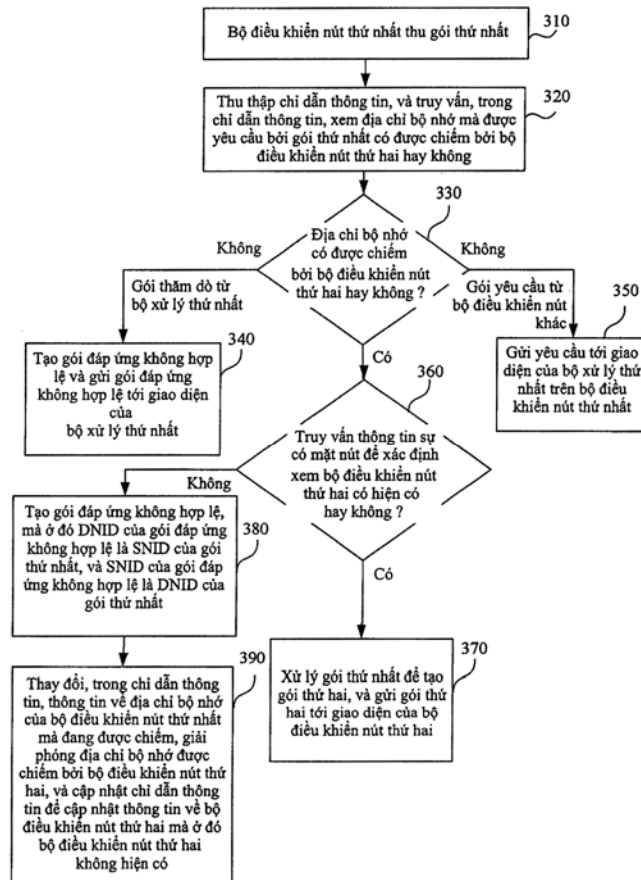 Bộ điều khiển nút thứ nhất thu gói thứ nhất
310
Thu thập chỉ dẫn thông tin, và truy vấn, trong
chỉ dẫn thông tin, xem địa chỉ bộ nhớ mà được
yêu cầu bởi gói thứ nhất có được chiếm bởi bộ
điều khiển nút thứ hai hay không
320
330
Địa chỉ bộ nhớ
có được chiếm
bởi bộ điều khiển nút
thứ hai hay không ?
Không
Không
Gói thăm dò từ
bộ xử lý thứ nhất
Gói yêu cầu từ
bộ điều khiển nút
khác
340
Tạo gói đáp ứng không hợp
lệ và gửi gói đáp ứng
không hợp lệ tới giao diện
của
bộ xử lý thứ nhất
350
Gửi yêu cầu tới giao
diện của bộ xử lý thứ
nhất trên bộ điều
khiển nút thứ nhất
Có
360
Truy vấn thông tin sự
có mặt nút để xác định
xem bộ điều khiển nút
thứ hai có hiện có
hay không ?
Không
Tạo gói đáp ứng không hợp lệ,
mà ở đó DNID của gói đáp ứng
không hợp lệ là SNID của gói
thứ nhất, và SNID của gói đáp
ứng không hợp lệ là DNID của
gói thứ nhất
380
Có
370
Xử lý gói thứ nhất để tạo
gói thứ hai, và gửi gói thứ
hai tới giao diện của bộ
điều khiển nút thứ hai
390
Thay đổi, trong chỉ dẫn thông
tin, thông tin về địa chỉ bộ nhớ
của bộ điều khiển nút thứ nhất
mà đang được chiếm, giải
phóng địa chỉ bộ nhớ được
chiếm bởi bộ điều khiển nút thứ
hai, và cập nhật chỉ dẫn thông
tin để cập nhật thông tin về bộ
điều khiển nút thứ hai mà ở đó
bộ điều khiển nút thứ hai
không hiện có